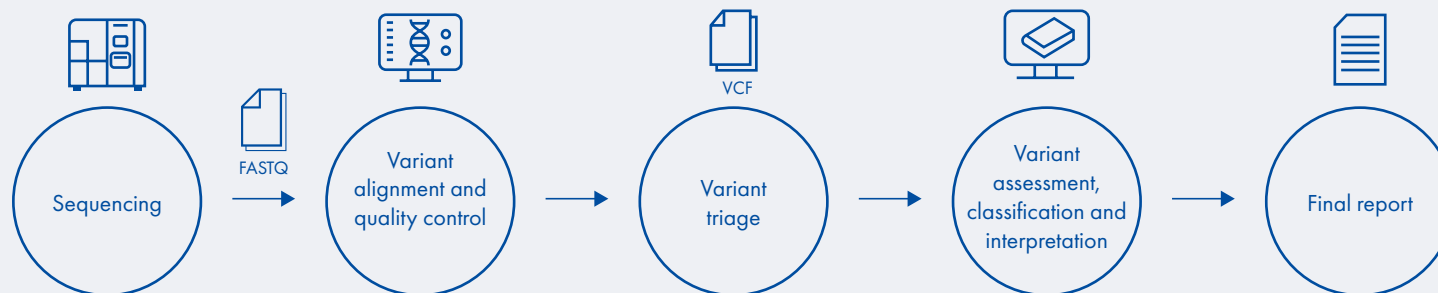 Sequencing
FASTQ
Variant
alignment and
quality control
VCF
Variant
triage
Variant
assessment,
classification and
interpretation
Final report